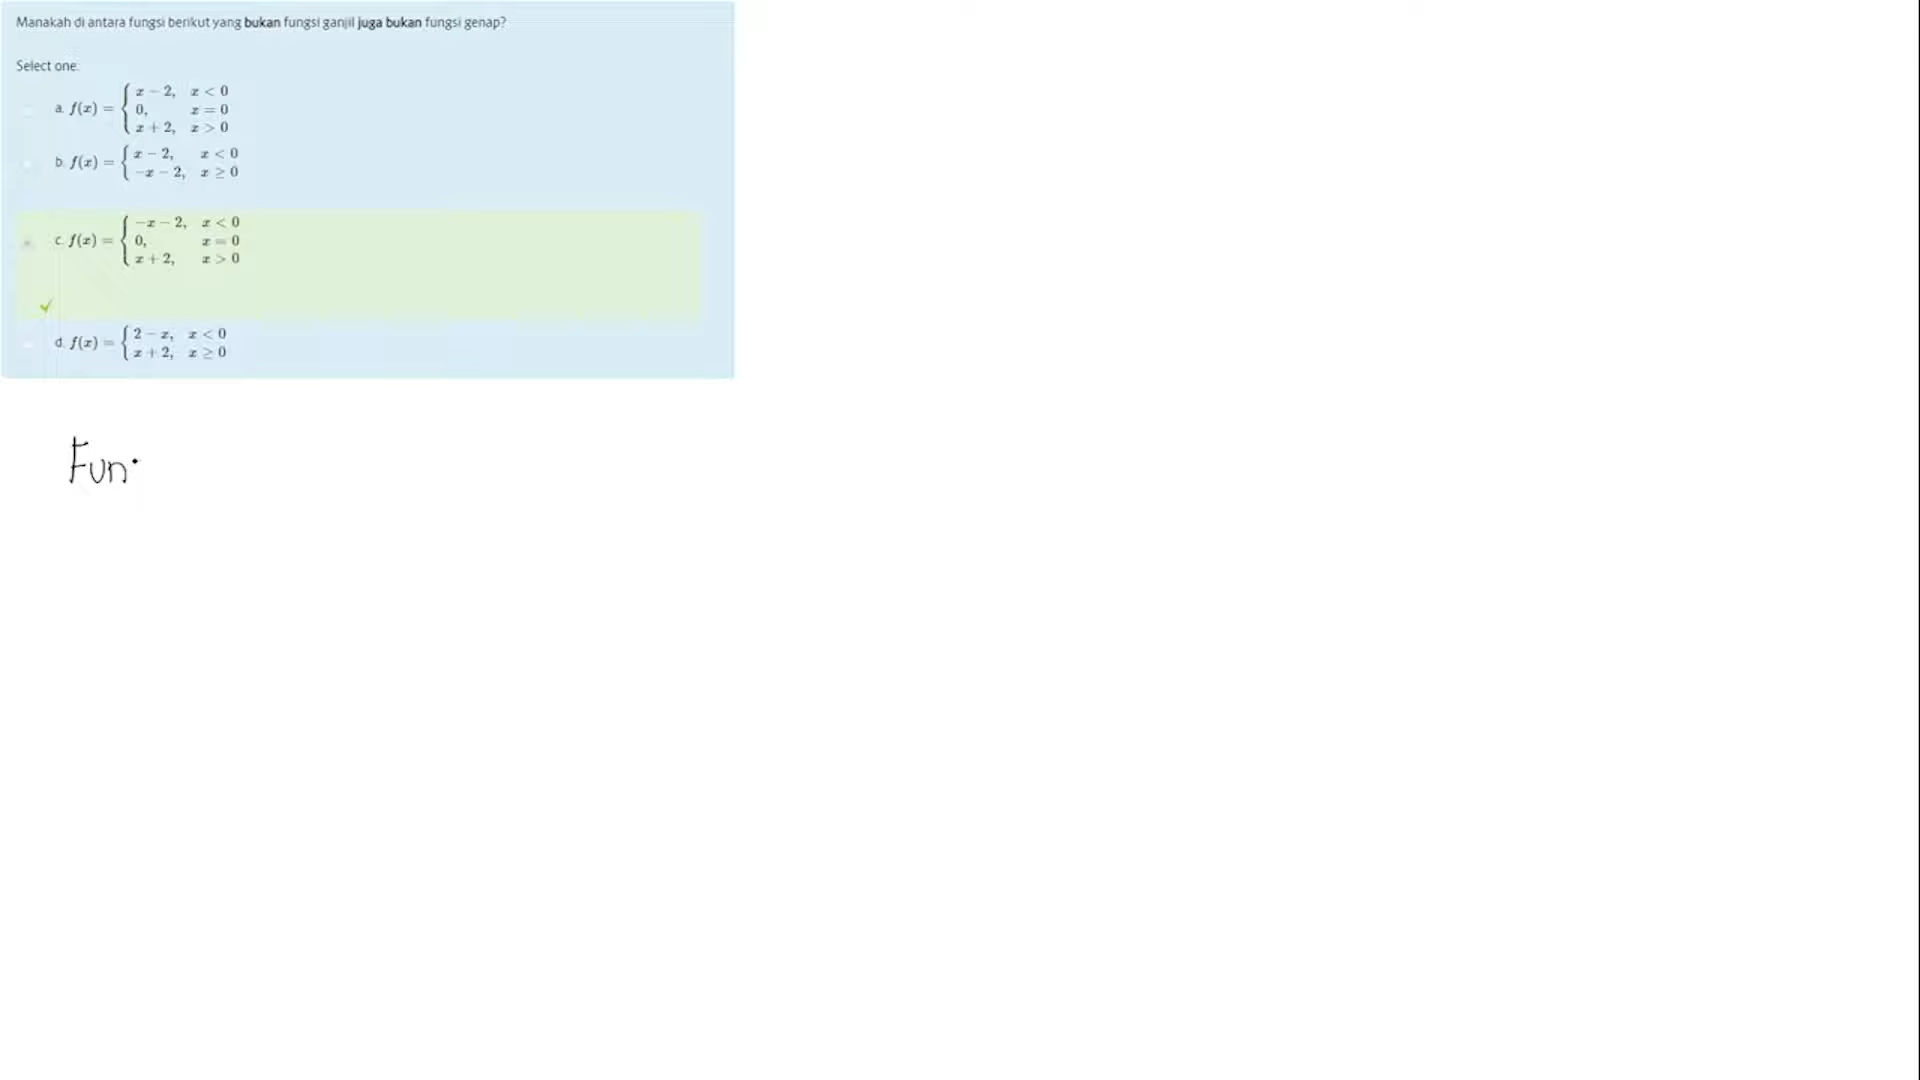 Manakah di antara fungsi berikut yang bukan fungsi ganjil juga bukan fungsi genap?
Select one:
a. f(x) = { x − 2, x < 0
0, x = 0
x + 2, x > 0
b. f(x) = { x − 2, x < 0
−x − 2, x ≥ 0
c. f(x) = { −x − 2, x < 0
0, x = 0
x + 2, x > 0
d. f(x) = { 2 − x, x < 0
x + 2, x ≥ 0
Fun